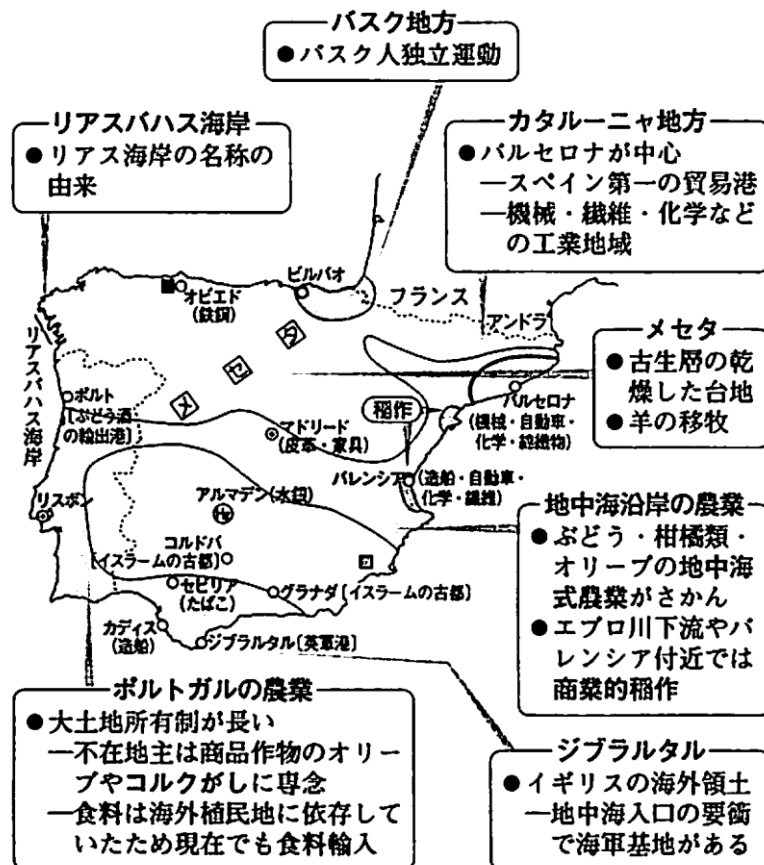 バスク地方
●バスク人独立運動
リアスバハス海岸
●リアス海岸の名称の
由来
カタルーニャ地方
●バルセロナが中心
―スペイン第一の貿易港
―機械・繊維・化学など
の工業地域
ビルバオ
オビエド
(鉄鋼)
フランス
アンドラ
メセタ
リアスバハス海岸
メセタ
●古生層の乾
燥した台地
●羊の移牧
ポルト
[ぶどう酒
の輸出港]
稲作
バルセロナ
(機械・自動車・
化学・繊維物)
マドリード
(皮革・家具)
バレンシア
(造船・自動車・
化学・繊維)
リスボン
アルマデン(水銀)
Hg
コルドバ
[イスラームの古都]
セビリア
(たばこ)
グラナダ[イスラームの古都]
カディス
(造船)
ジブラルタル[英軍港]
地中海沿岸の農業
●ぶどう・柑橘類・
オリーブの地中海
式農業がさかん
●エブロ川下流やバ
レンシア付近では
商業的稲作
ポルトガルの農業
●大土地所有制が長い
―不在地主は商品作物のオリー
ブやコルクがしに専念
―食料は海外植民地に依存して
いたため現在でも食料輸入
ジブラルタル
●イギリスの海外領土
―地中海入口の要衝
で海軍基地がある